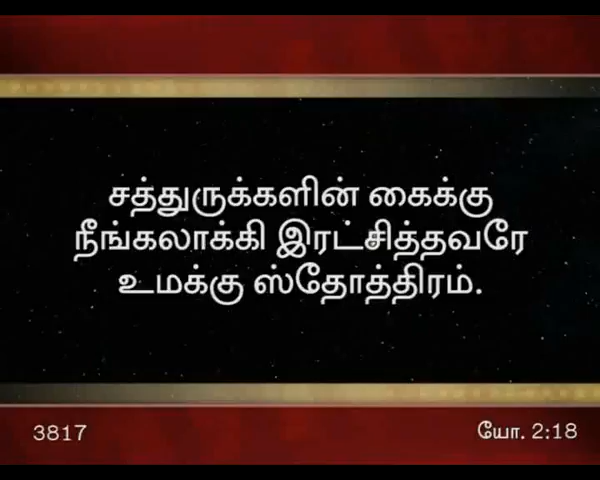 சத்துருக்களின் கைக்கு
நீங்கலாக்கி இரட்சித்தவரே
உமக்கு ஸ்தோத்திரம்.
3817
யோ. 2:18